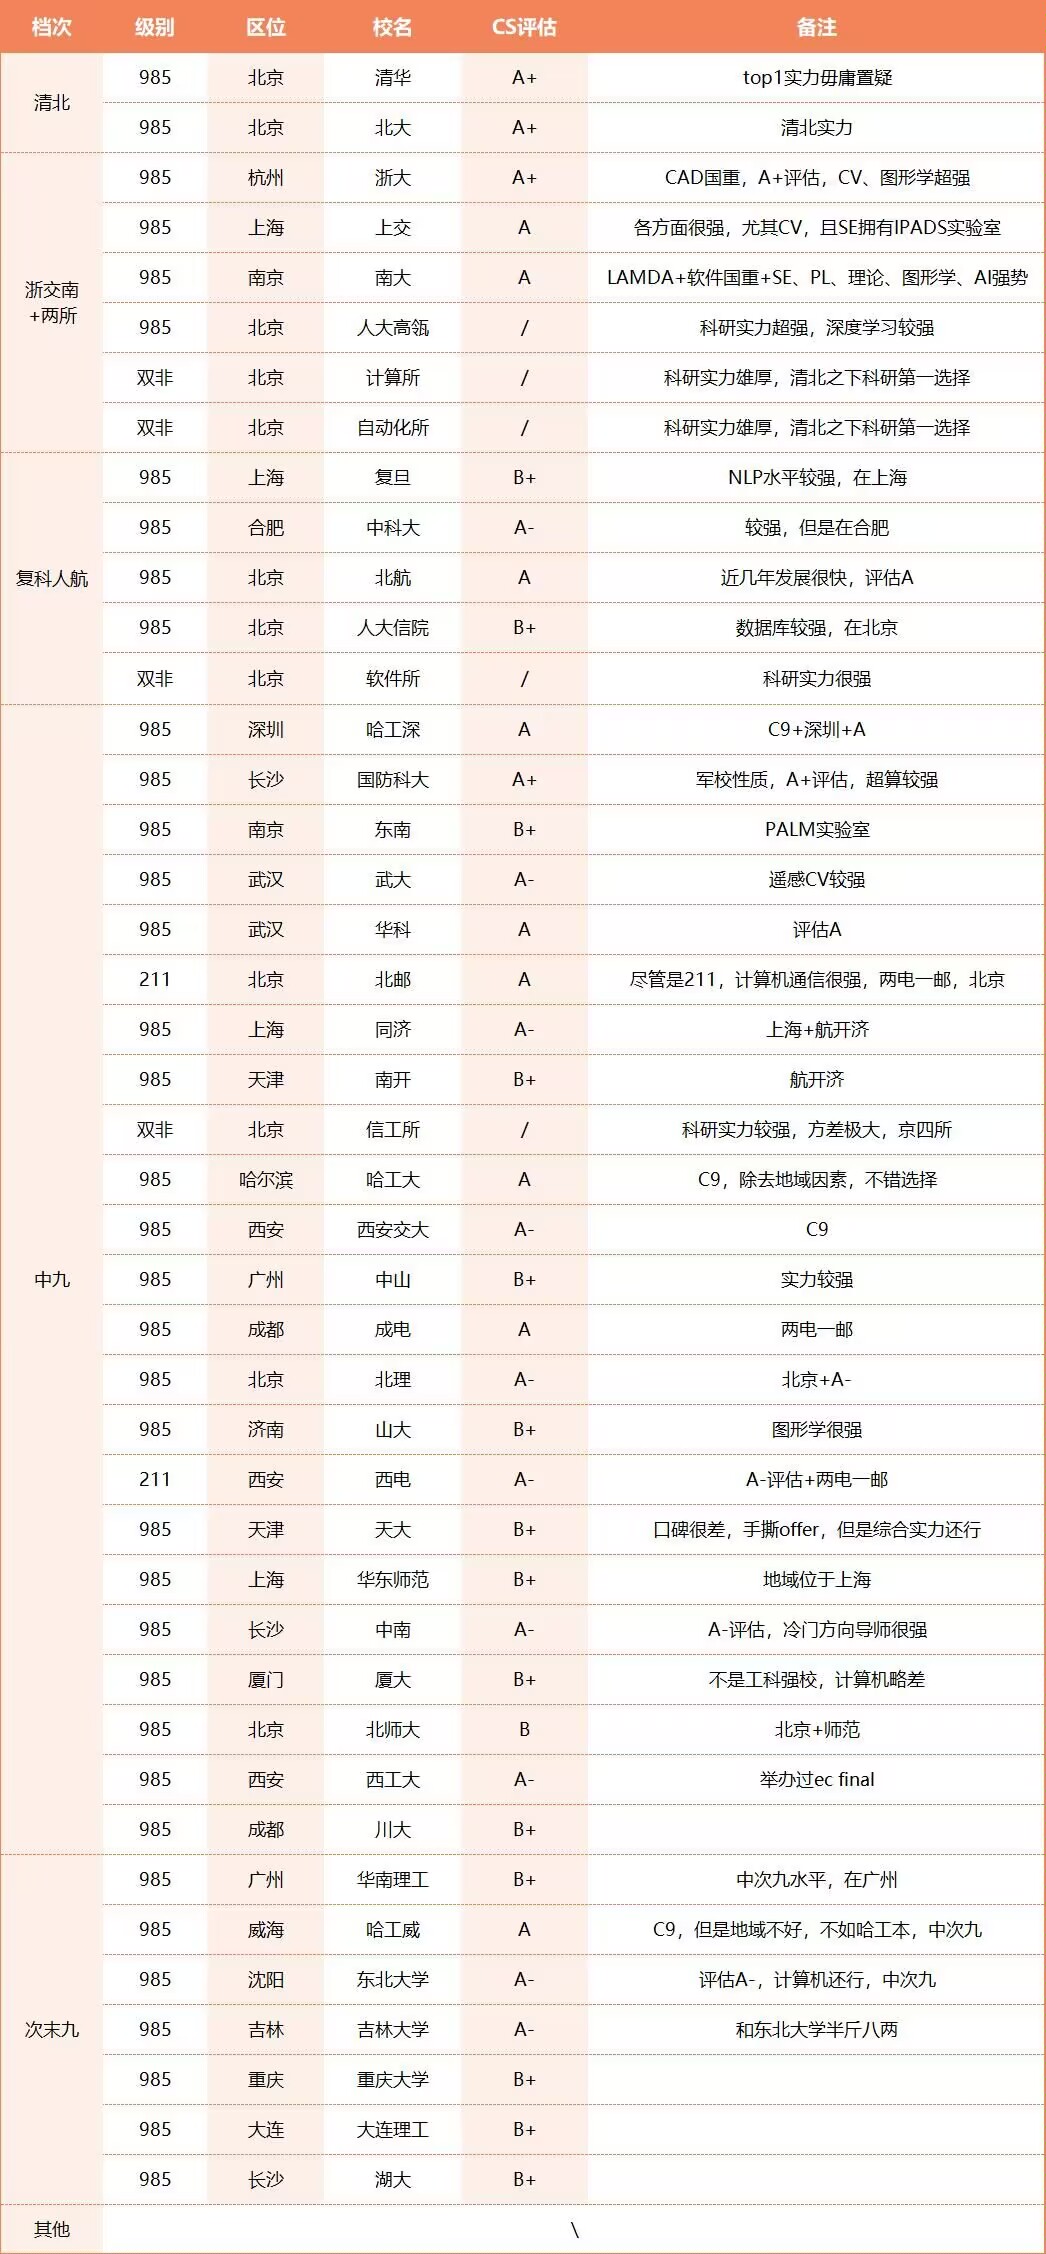 档次 级别 区位 校名 CS评估 备注
清北
985 北京 清华 A+ top1实力毋庸置疑
985 北京 北大 A+ 清北实力
浙交南
+两所
985 杭州 浙大 A+ CAD国重，A+评估，CV、图形学超强
985 上海 上交 A 各方面很强，尤其CV，且SE拥有IPADS实验室
985 南京 南大 A LAMDA+软件国重+SE、PL、理论、图形学、AI强势
985 北京 人大高瓴 / 科研实力超强，深度学习较强
双非 北京 计算所 / 科研实力雄厚，清北之下科研第一选择
双非 北京 自动化所 / 科研实力雄厚，清北之下科研第一选择
复科人航
985 上海 复旦 B+ NLP水平较强，在上海
985 合肥 中科大 A- 较强，但是在合肥
985 北京 北航 A 近几年发展很快，评估A
985 北京 人大信院 B+ 数据库较强，在北京
双非 北京 软件所 / 科研实力很强
中九
985 深圳 哈工深 A C9+深圳+A
985 长沙 国防科大 A+ 军校性质，A+评估，超算较强
985 南京 东南 B+ PALM实验室
985 武汉 武大 A- 遥感CV较强
985 武汉 华科 A 评估A
211 北京 北邮 A 尽管是211，计算机通信很强，两电一邮，北京
985 上海 同济 A- 上海+航开济
985 天津 南开 B+ 航开济
双非 北京 信工所 / 科研实力较强，方差极大，京四所
985 哈尔滨 哈工大 A C9，除去地域因素，不错选择
985 西安 西安交大 A- C9
985 广州 中山 B+ 实力较强
985 成都 成电 A 两电一邮
985 北京 北理 A- 北京+A-
985 济南 山大 B+ 图形学很强
211 西安 西电 A- A-评估+两电一邮
985 天津 天大 B+ 口碑很差，手撕offer，但是综合实力还行
985 上海 华东师范 B+ 地域位于上海
985 长沙 中南 A- A-评估，冷门方向导师很强
985 厦门 厦大 B+ 不是工科强校，计算机略差
985 北京 北师大 B 北京+师范
985 西安 西工大 A- 举办过ec final
985 成都 川大 B+
次末九
985 广州 华南理工 B+ 中次九水平，在广州
985 威海 哈工威 A C9，但是地域不好，不如哈工本，中次九
985 沈阳 东北大学 A- 评估A-，计算机还行，中次九
985 吉林 吉林大学 A- 和东北大学半斤八两
985 重庆 重庆大学 B+
985 大连 大连理工 B+
985 长沙 湖大 B+
其他 \